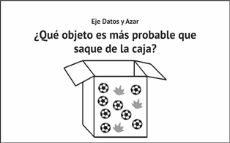 Eje Datos y Azar
¿Qué objeto es más probable que
saque de la caja?